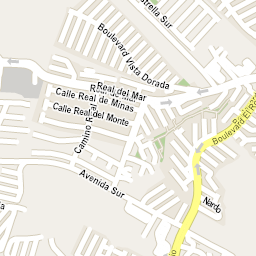 Estrella Sur
Boulevard Vista Dorada
Real del Mar
Calle Real de Minas
Calle Real del Monte
Camino R
Boulevard El R
Avenida Sur
Nardo